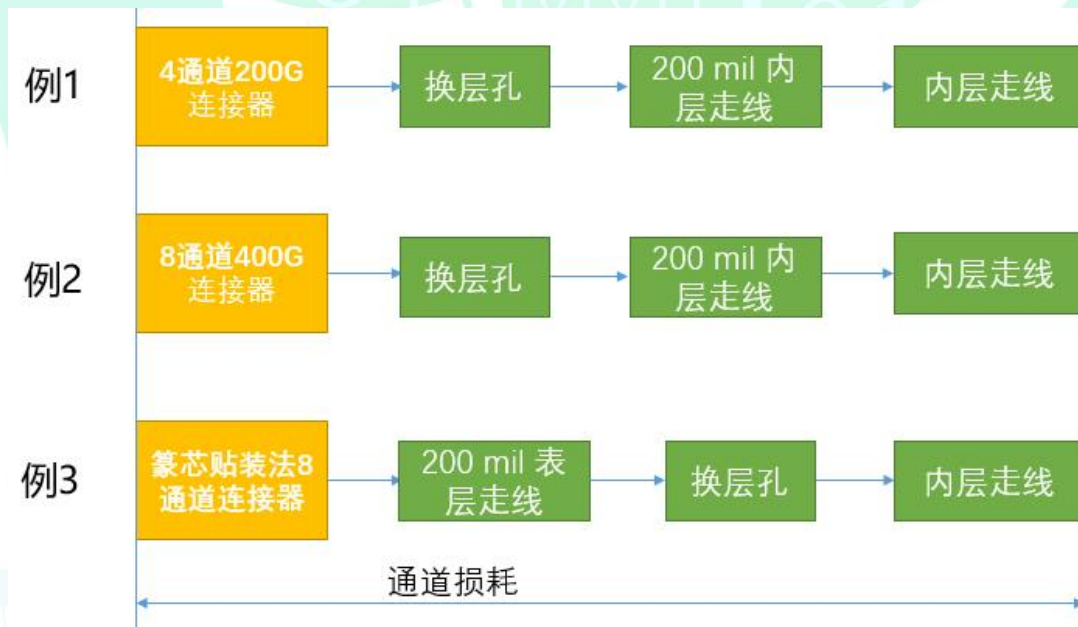 例1
4通道200G
连接器
换层孔
200 mil 内
层走线
内层走线
例2
8通道400G
连接器
换层孔
200 mil 内
层走线
内层走线
例3
篆芯贴装法8
通道连接器
200 mil 表
层走线
换层孔
内层走线
通道损耗